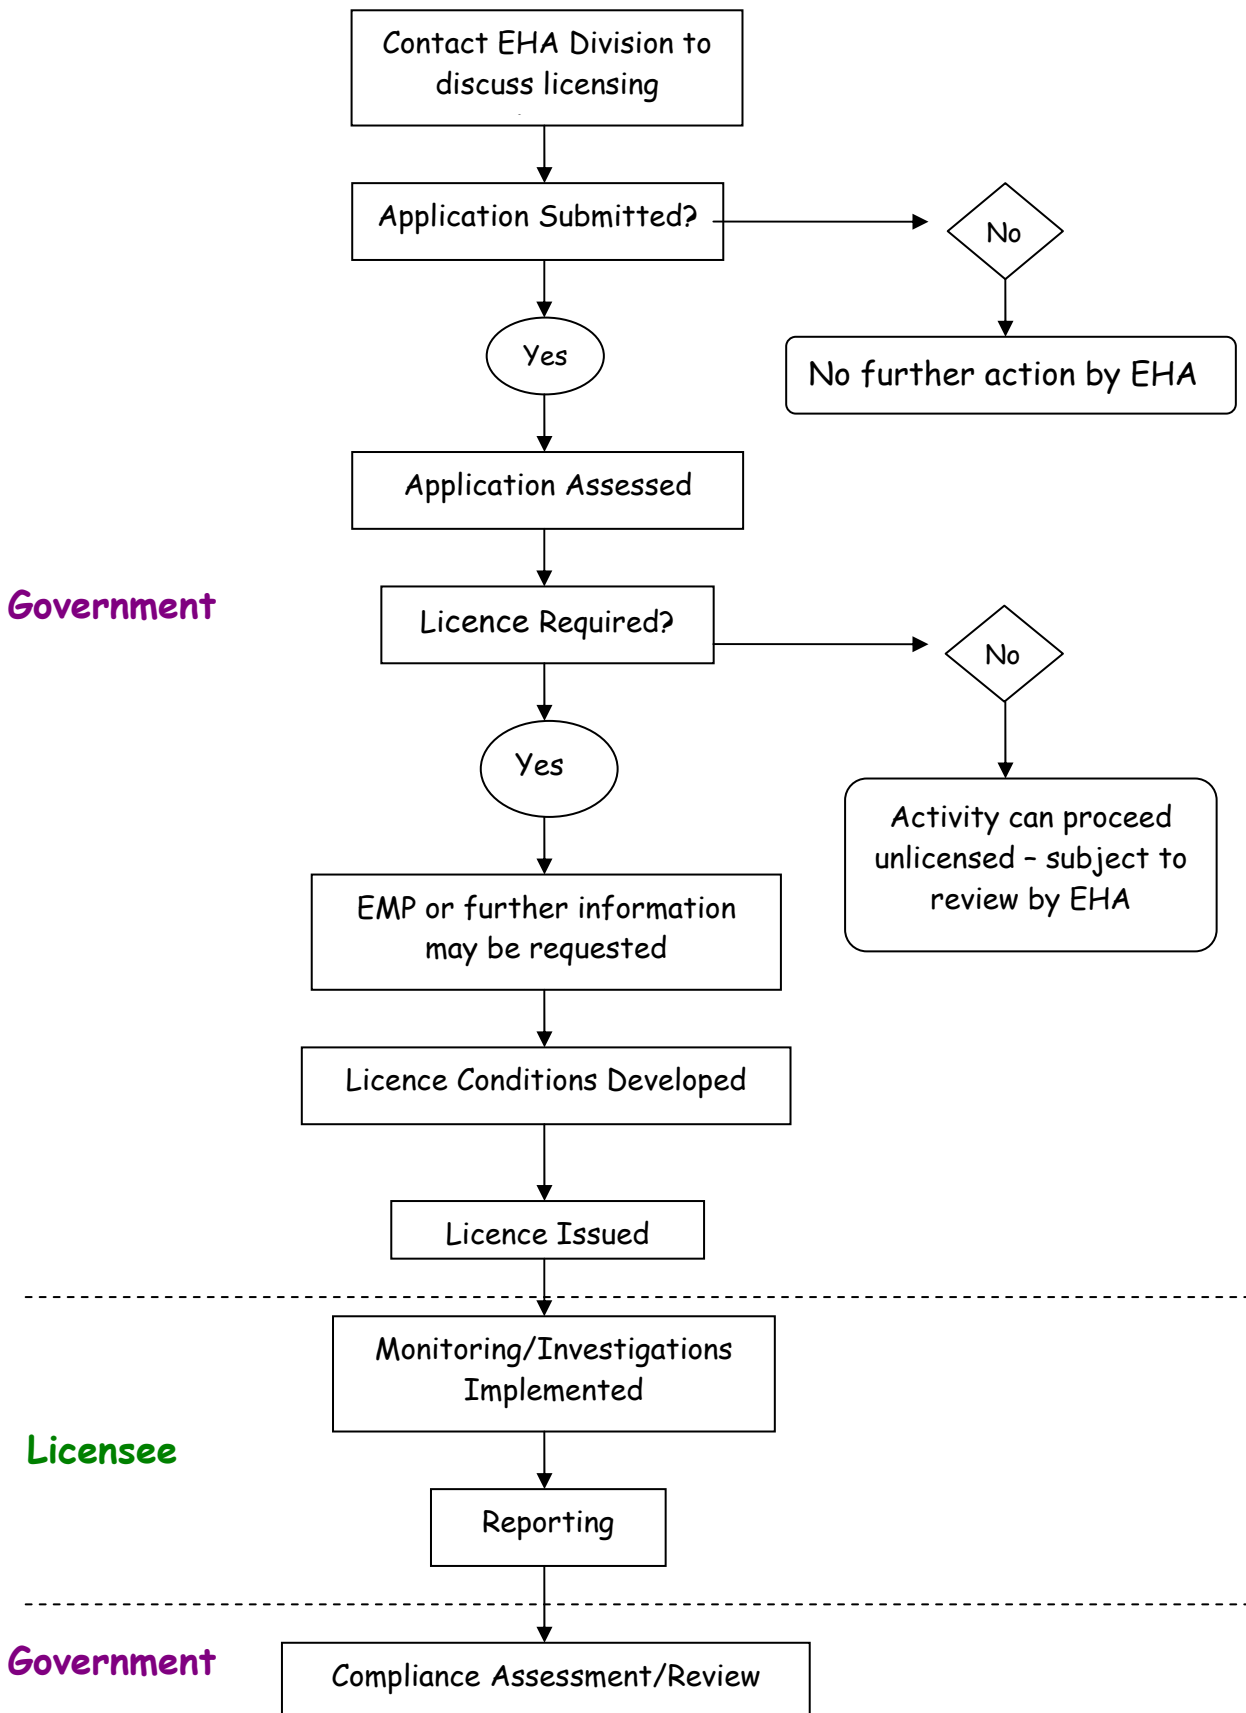 Contact EHA Division to
discuss licensing
Application Submitted?
No
Yes
No further action by EHA
Application Assessed
Government
Licence Required?
No
Yes
Activity can proceed
unlicensed – subject to
review by EHA
EMP or further information
may be requested
Licence Conditions Developed
Licence Issued
Monitoring/Investigations
Implemented
Licensee
Reporting
Government
Compliance Assessment/Review